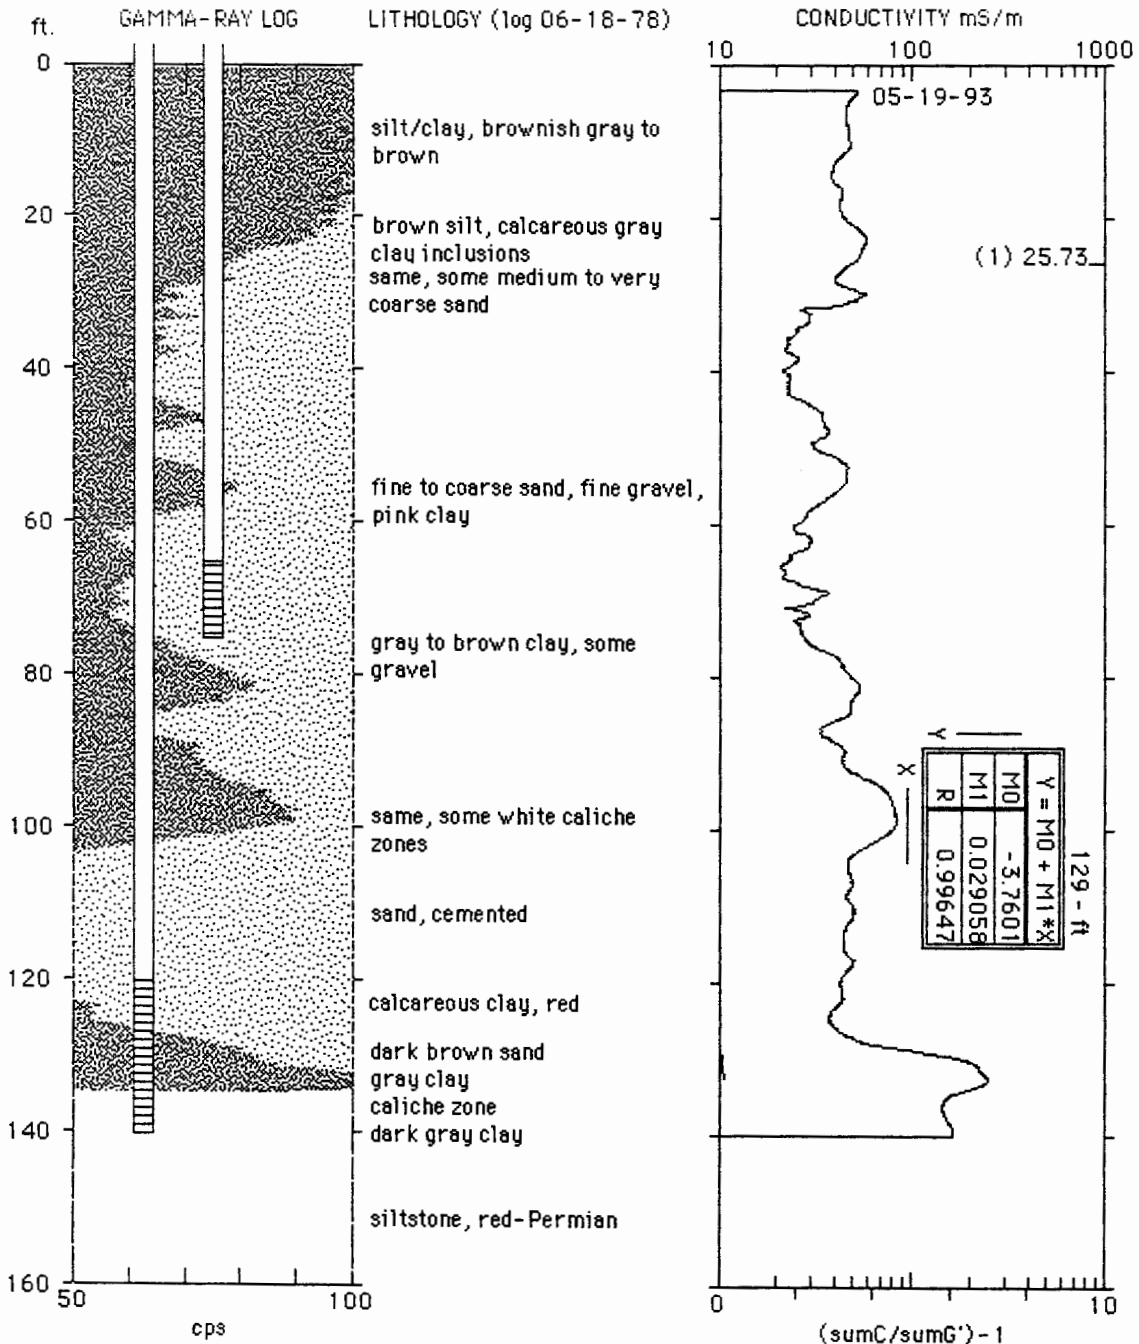 GAMMA-RAY LOG
LITHOLOGY (log 06-18-78)
CONDUCTIVITY mS/m
ft.
10
100
1000
0
05-19-93
silt/clay, brownish gray to
brown
20
brown silt, calcareous gray
clay inclusions
(1) 25.73
same, some medium to very
coarse sand
40
fine to coarse sand, fine gravel,
pink clay
60
gray to brown clay, some
gravel
80
Y
X
129 - ft
Y = M0 + M1*X
M0 -3.7601
M1 0.029058
R 0.99647
100
same, some white caliche
zones
sand, cemented
120
calcareous clay, red
dark brown sand
gray clay
caliche zone
140
dark gray clay
siltstone, red-Permian
160
50
100
cps
0
10
(sumC/sumG')-1